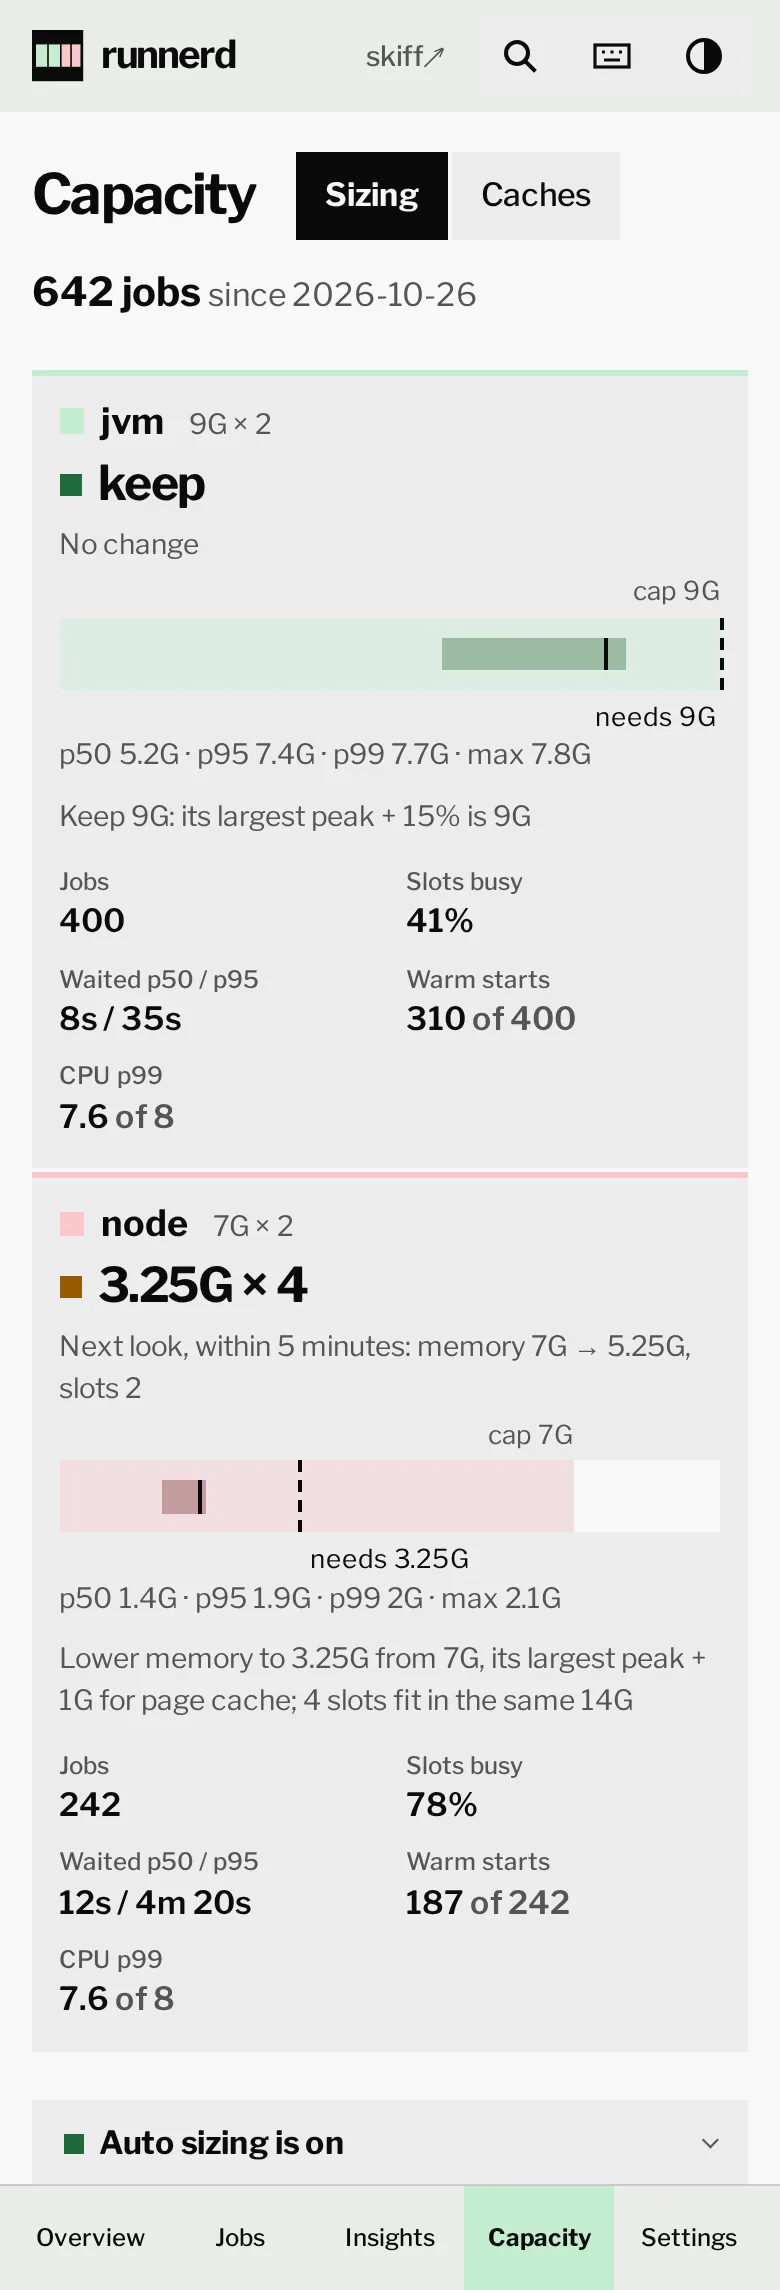 runnerd skiff↗
Capacity Sizing Caches
642 jobs since 2026-10-26
jvm 9G × 2
keep
No change
cap 9G
needs 9G
p50 5.2G · p95 7.4G · p99 7.7G · max 7.8G
Keep 9G: its largest peak + 15% is 9G
Jobs Slots busy
400 41%
Waited p50 / p95 Warm starts
8s / 35s 310 of 400
CPU p99
7.6 of 8
node 7G × 2
3.25G × 4
Next look, within 5 minutes: memory 7G → 5.25G,
slots 2
cap 7G
needs 3.25G
p50 1.4G · p95 1.9G · p99 2G · max 2.1G
Lower memory to 3.25G from 7G, its largest peak +
1G for page cache; 4 slots fit in the same 14G
Jobs Slots busy
242 78%
Waited p50 / p95 Warm starts
12s / 4m 20s 187 of 242
CPU p99
7.6 of 8
Auto sizing is on
Overview Jobs Insights Capacity Settings